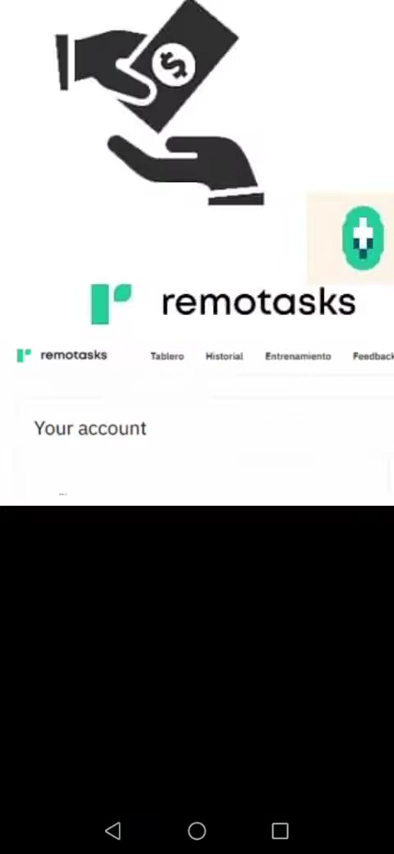 $
remotasks
remotasks Tablero Historial Entrenamiento Feedback
Your account